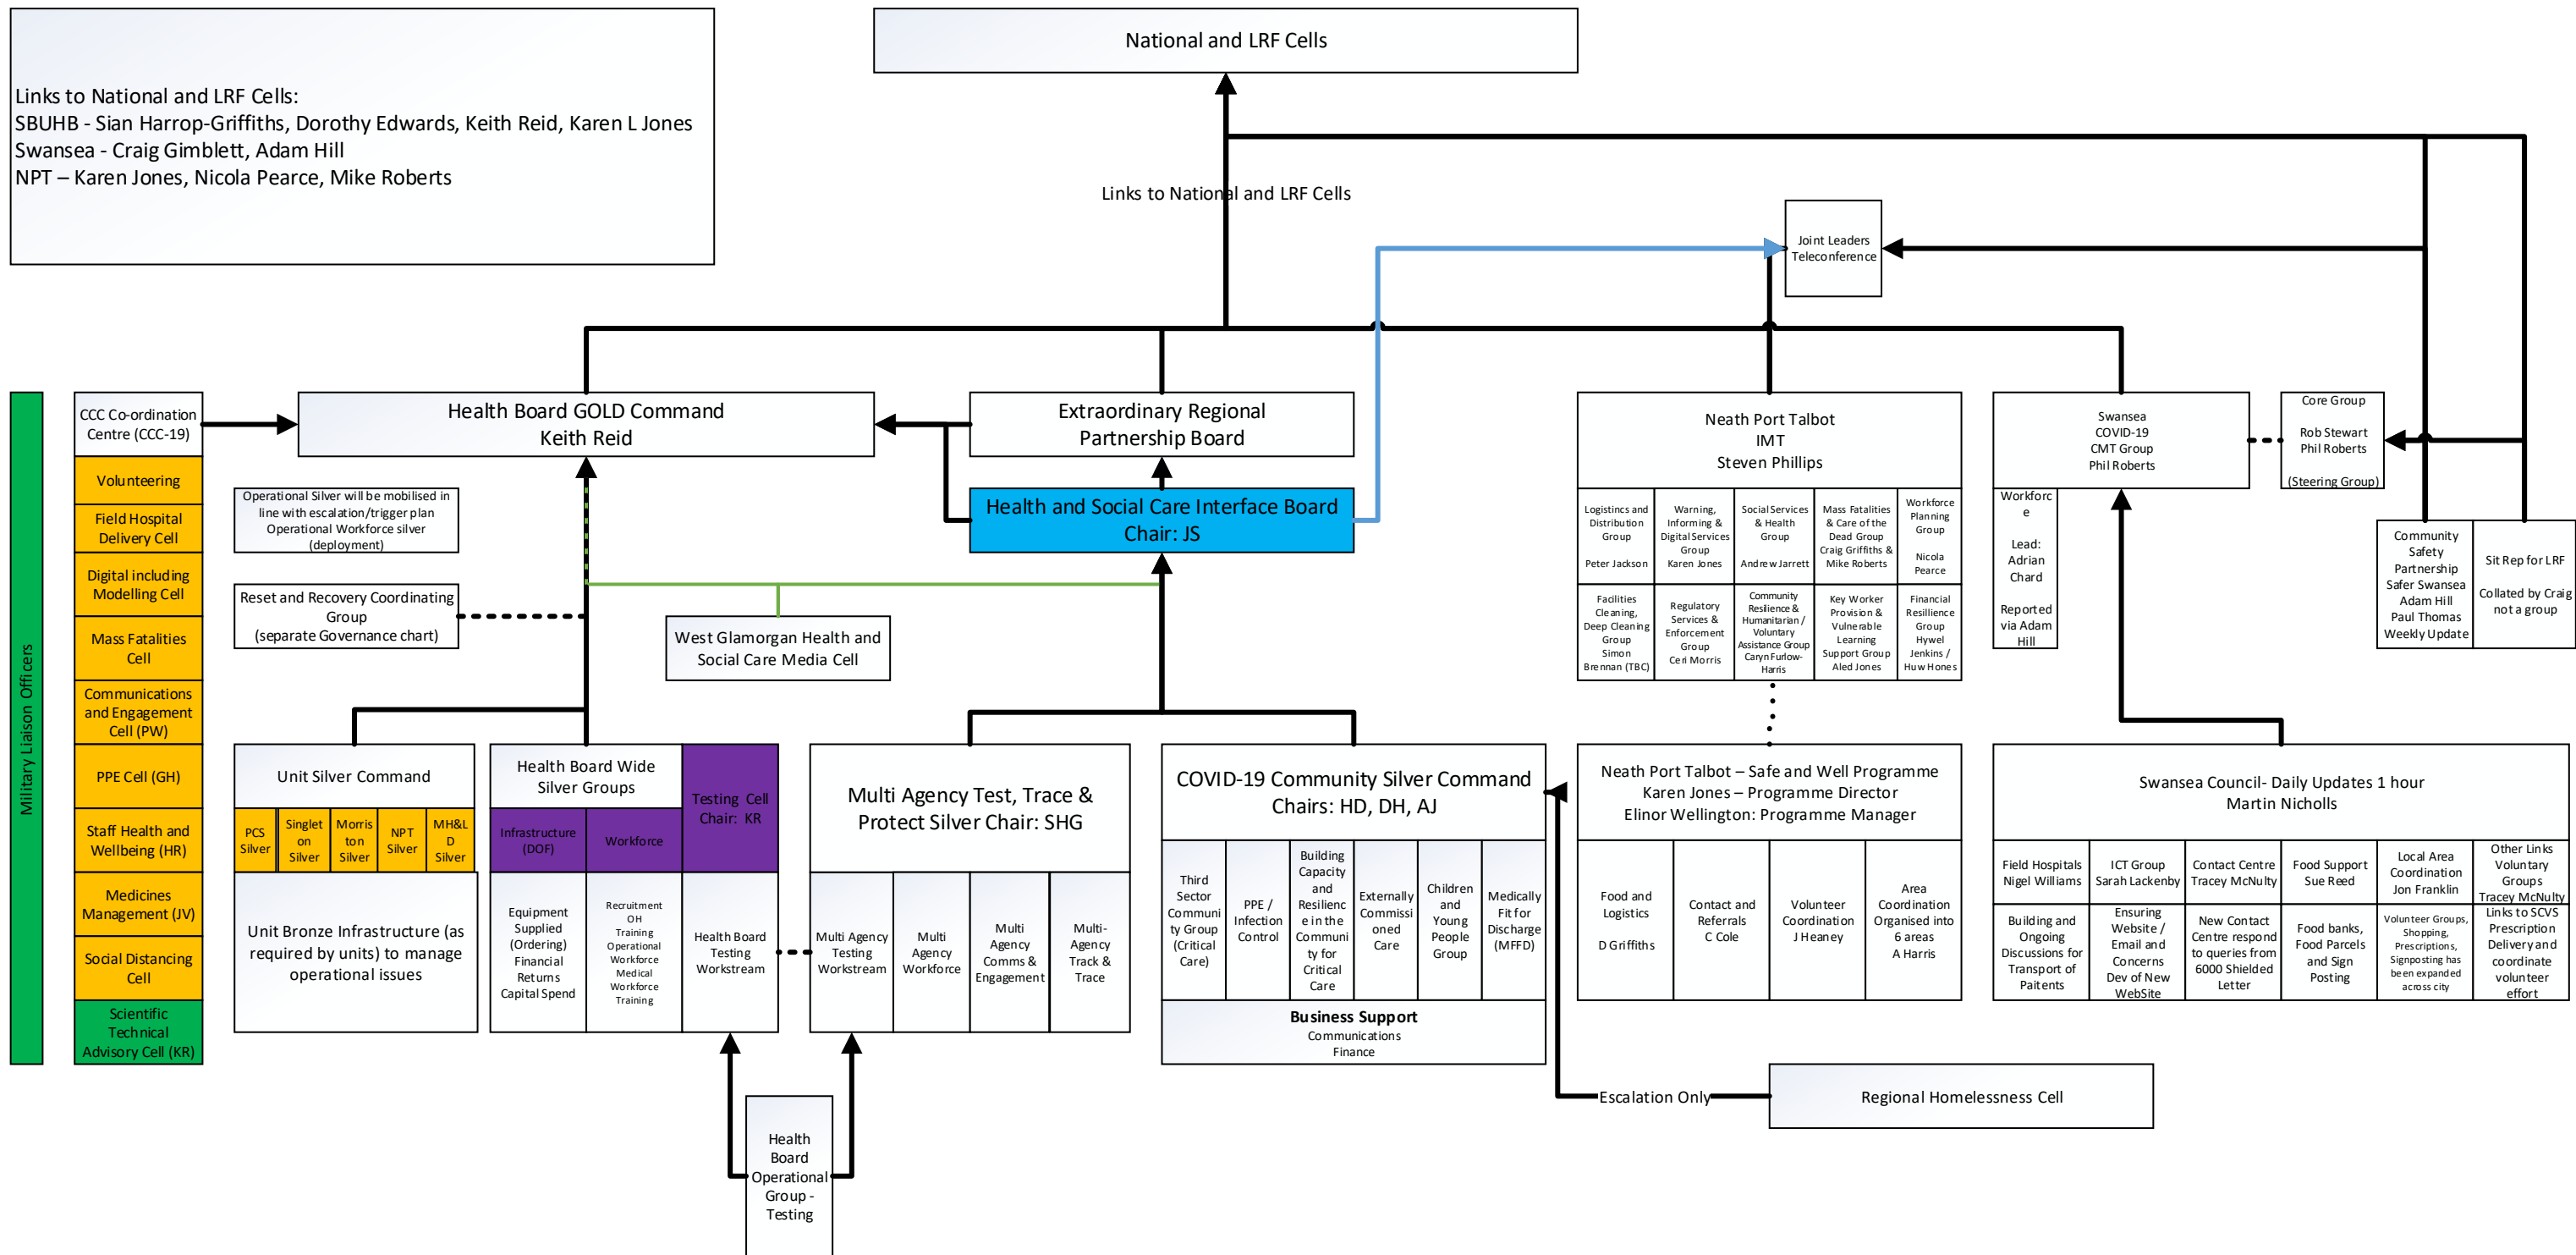 Links to National and LRF Cells:
SBUHB - Sian Harrop-Griffiths, Dorothy Edwards, Keith Reid, Karen L Jones
Swansea - Craig Gimblett, Adam Hill
NPT – Karen Jones, Nicola Pearce, Mike Roberts
National and LRF Cells
Links to National and LRF Cells
Joint Leaders
Teleconference
Military Liaison Officers
CCC Co-ordination
Centre (CCC-19)
Volunteering
Field Hospital
Delivery Cell
Digital including
Modelling Cell
Mass Fatalities
Cell
Communications
and Engagement
Cell (PW)
PPE Cell (GH)
Staff Health and
Wellbeing (HR)
Medicines
Management (JV)
Social Distancing
Cell
Scientific
Technical
Advisory Cell (KR)
Health Board GOLD Command
Keith Reid
Extraordinary Regional
Partnership Board
Health and Social Care Interface Board
Chair: JS
Operational Silver will be mobilised in
line with escalation/trigger plan
Operational Workforce silver
(deployment)
Reset and Recovery Coordinating
Group
(separate Governance chart)
West Glamorgan Health and
Social Care Media Cell
Neath Port Talbot
IMT
Steven Phillips
Logistincs and
Distribution
Group
Peter Jackson
Warning,
Informing &
Digital Services
Group
Karen Jones
Social Services
& Health
Group
Andrew Jarrett
Mass Fatalities
& Care of the
Dead Group
Craig Griffiths &
Mike Roberts
Workforce
Planning
Group
Nicola
Pearce
Facilities
Cleaning,
Deep Cleaning
Group
Simon
Brennan (TBC)
Regulatory
Services &
Enforcement
Group
Ceri Morris
Community
Resilience &
Humanitarian /
Voluntary
Assistance Group
Caryn Furlow-
Harris
Key Worker
Provision &
Vulnerable
Learning
Support Group
Aled Jones
Financial
Resillience
Group
Hywel
Jenkins /
Huw Hones
Swansea
COVID-19
CMT Group
Phil Roberts
Core Group
Rob Stewart
Phil Roberts
(Steering Group)
Workforc
e
Lead:
Adrian
Chard
Reported
via Adam
Hill
Community
Safety
Partnership
Safer Swansea
Adam Hill
Paul Thomas
Weekly Update
Sit Rep for LRF
Collated by Craig
not a group
Unit Silver Command
PCS
Silver
Singlet
on
Silver
Morris
ton
Silver
NPT
Silver
MH&L
D
Silver
Unit Bronze Infrastructure (as
required by units) to manage
operational issues
Health Board Wide
Silver Groups
Testing Cell
Chair: KR
Infrastructure
(DOF)
Workforce
Equipment
Supplied
(Ordering)
Financial
Returns
Capital Spend
Recruitment
OH
Training
Operational
Workforce
Medical
Workforce
Training
Health Board
Testing
Workstream
Multi Agency Test, Trace &
Protect Silver Chair: SHG
Multi Agency
Testing
Workstream
Multi
Agency
Workforce
Multi
Agency
Comms &
Engagement
Multi-
Agency
Track &
Trace
COVID-19 Community Silver Command
Chairs: HD, DH, AJ
Third
Sector
Communi
ty Group
(Critical
Care)
PPE /
Infection
Control
Building
Capacity
and
Resilienc
e in the
Communi
ty for
Critical
Care
Externally
Commissi
oned
Care
Children
and
Young
People
Group
Medically
Fit for
Discharge
(MFFD)
Business Support
Communications
Finance
Neath Port Talbot – Safe and Well Programme
Karen Jones – Programme Director
Elinor Wellington: Programme Manager
Food and
Logistics
D Griffiths
Contact and
Referrals
C Cole
Volunteer
Coordination
J Heaney
Area
Coordination
Organised into
6 areas
A Harris
Swansea Council- Daily Updates 1 hour
Martin Nicholls
Field Hospitals
Nigel Williams
ICT Group
Sarah Lackenby
Contact Centre
Tracey McNulty
Food Support
Sue Reed
Local Area
Coordination
Jon Franklin
Other Links
Voluntary
Groups
Tracey McNulty
Building and
Ongoing
Discussions for
Transport of
Paitents
Ensuring
Website /
Email and
Concerns
Dev of New
WebSite
New Contact
Centre respond
to queries from
6000 Shielded
Letter
Food banks,
Food Parcels
and Sign
Posting
Volunteer Groups,
Shopping,
Prescriptions,
Signposting has
been expanded
across city
Links to SCVS
Prescription
Delivery and
coordinate
volunteer
effort
Escalation Only
Regional Homelessness Cell
Health
Board
Operational
Group -
Testing